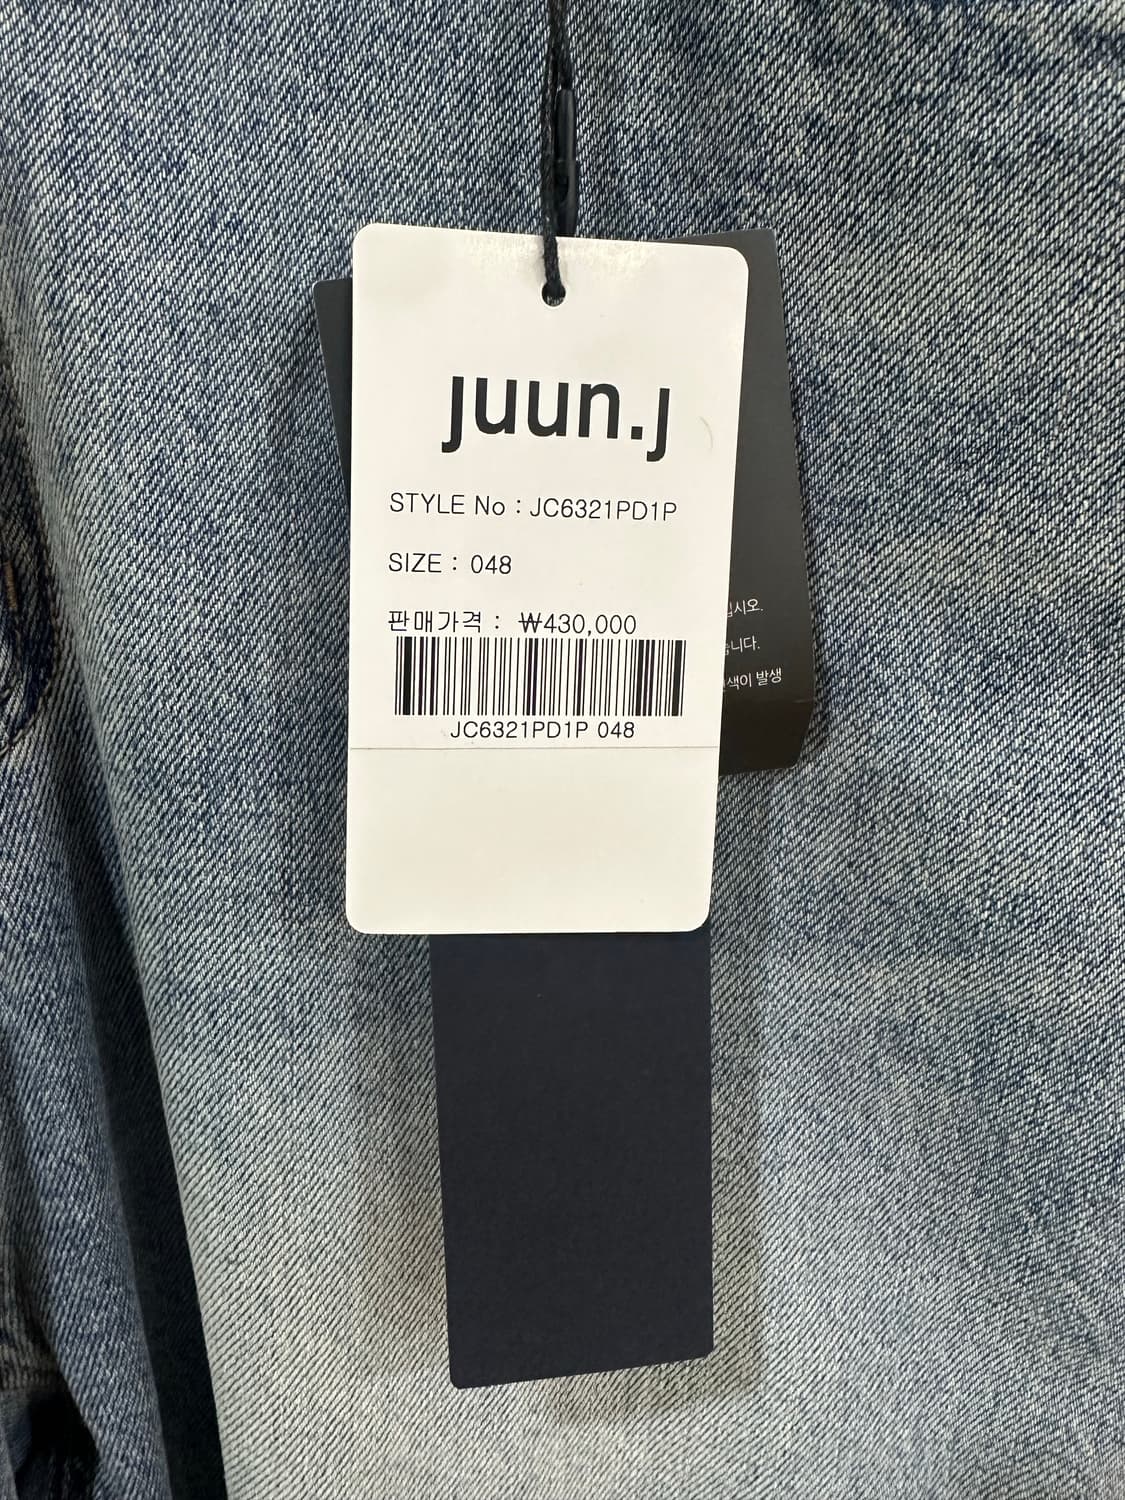 juun.j
STYLE No : JC6321PD1P
SIZE : 048
판매가격 : ₩430,000
JC6321PD1P 048
시오.
니다.
색이 발생